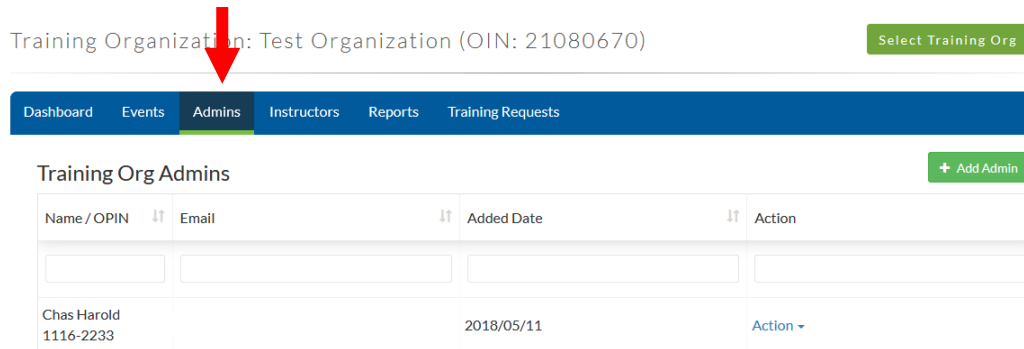 Training Organization: Test Organization (OIN: 21080670)
Select Training Org
Dashboard Events Admins Instructors Reports Training Requests
Training Org Admins
+ Add Admin
Name / OPIN Email Added Date Action
Chas Harold
1116-2233
2018/05/11
Action